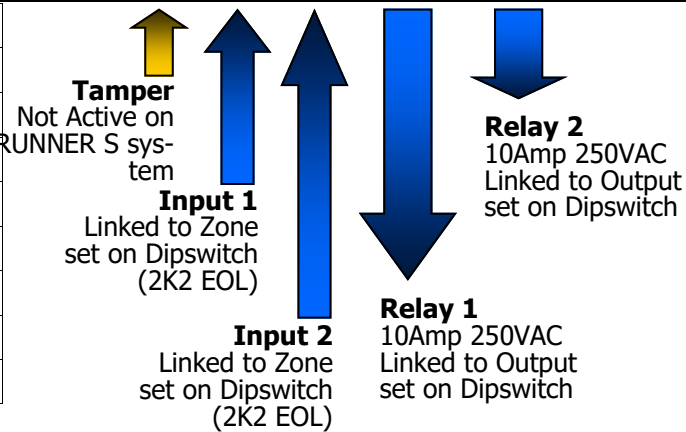 Tamper
Not Active on
RUNNER S sys-
tem
Input 1
Linked to Zone
set on Dipswitch
(2K2 EOL)
Input 2
Linked to Zone
set on Dipswitch
(2K2 EOL)
Relay 1
10Amp 250VAC
Linked to Output
set on Dipswitch
Relay 2
10Amp 250VAC
Linked to Output
set on Dipswitch